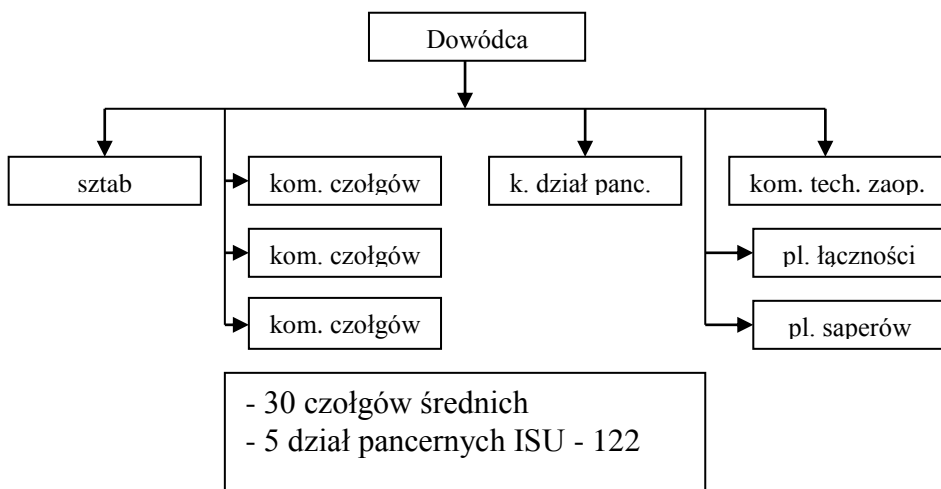 Dowódca
sztab
kom. czołgów
k. dział panc.
kom. tech. zaop.
kom. czołgów
pl. łączności
kom. czołgów
pl. saperów
- 30 czołgów średnich
- 5 dział pancernych ISU - 122